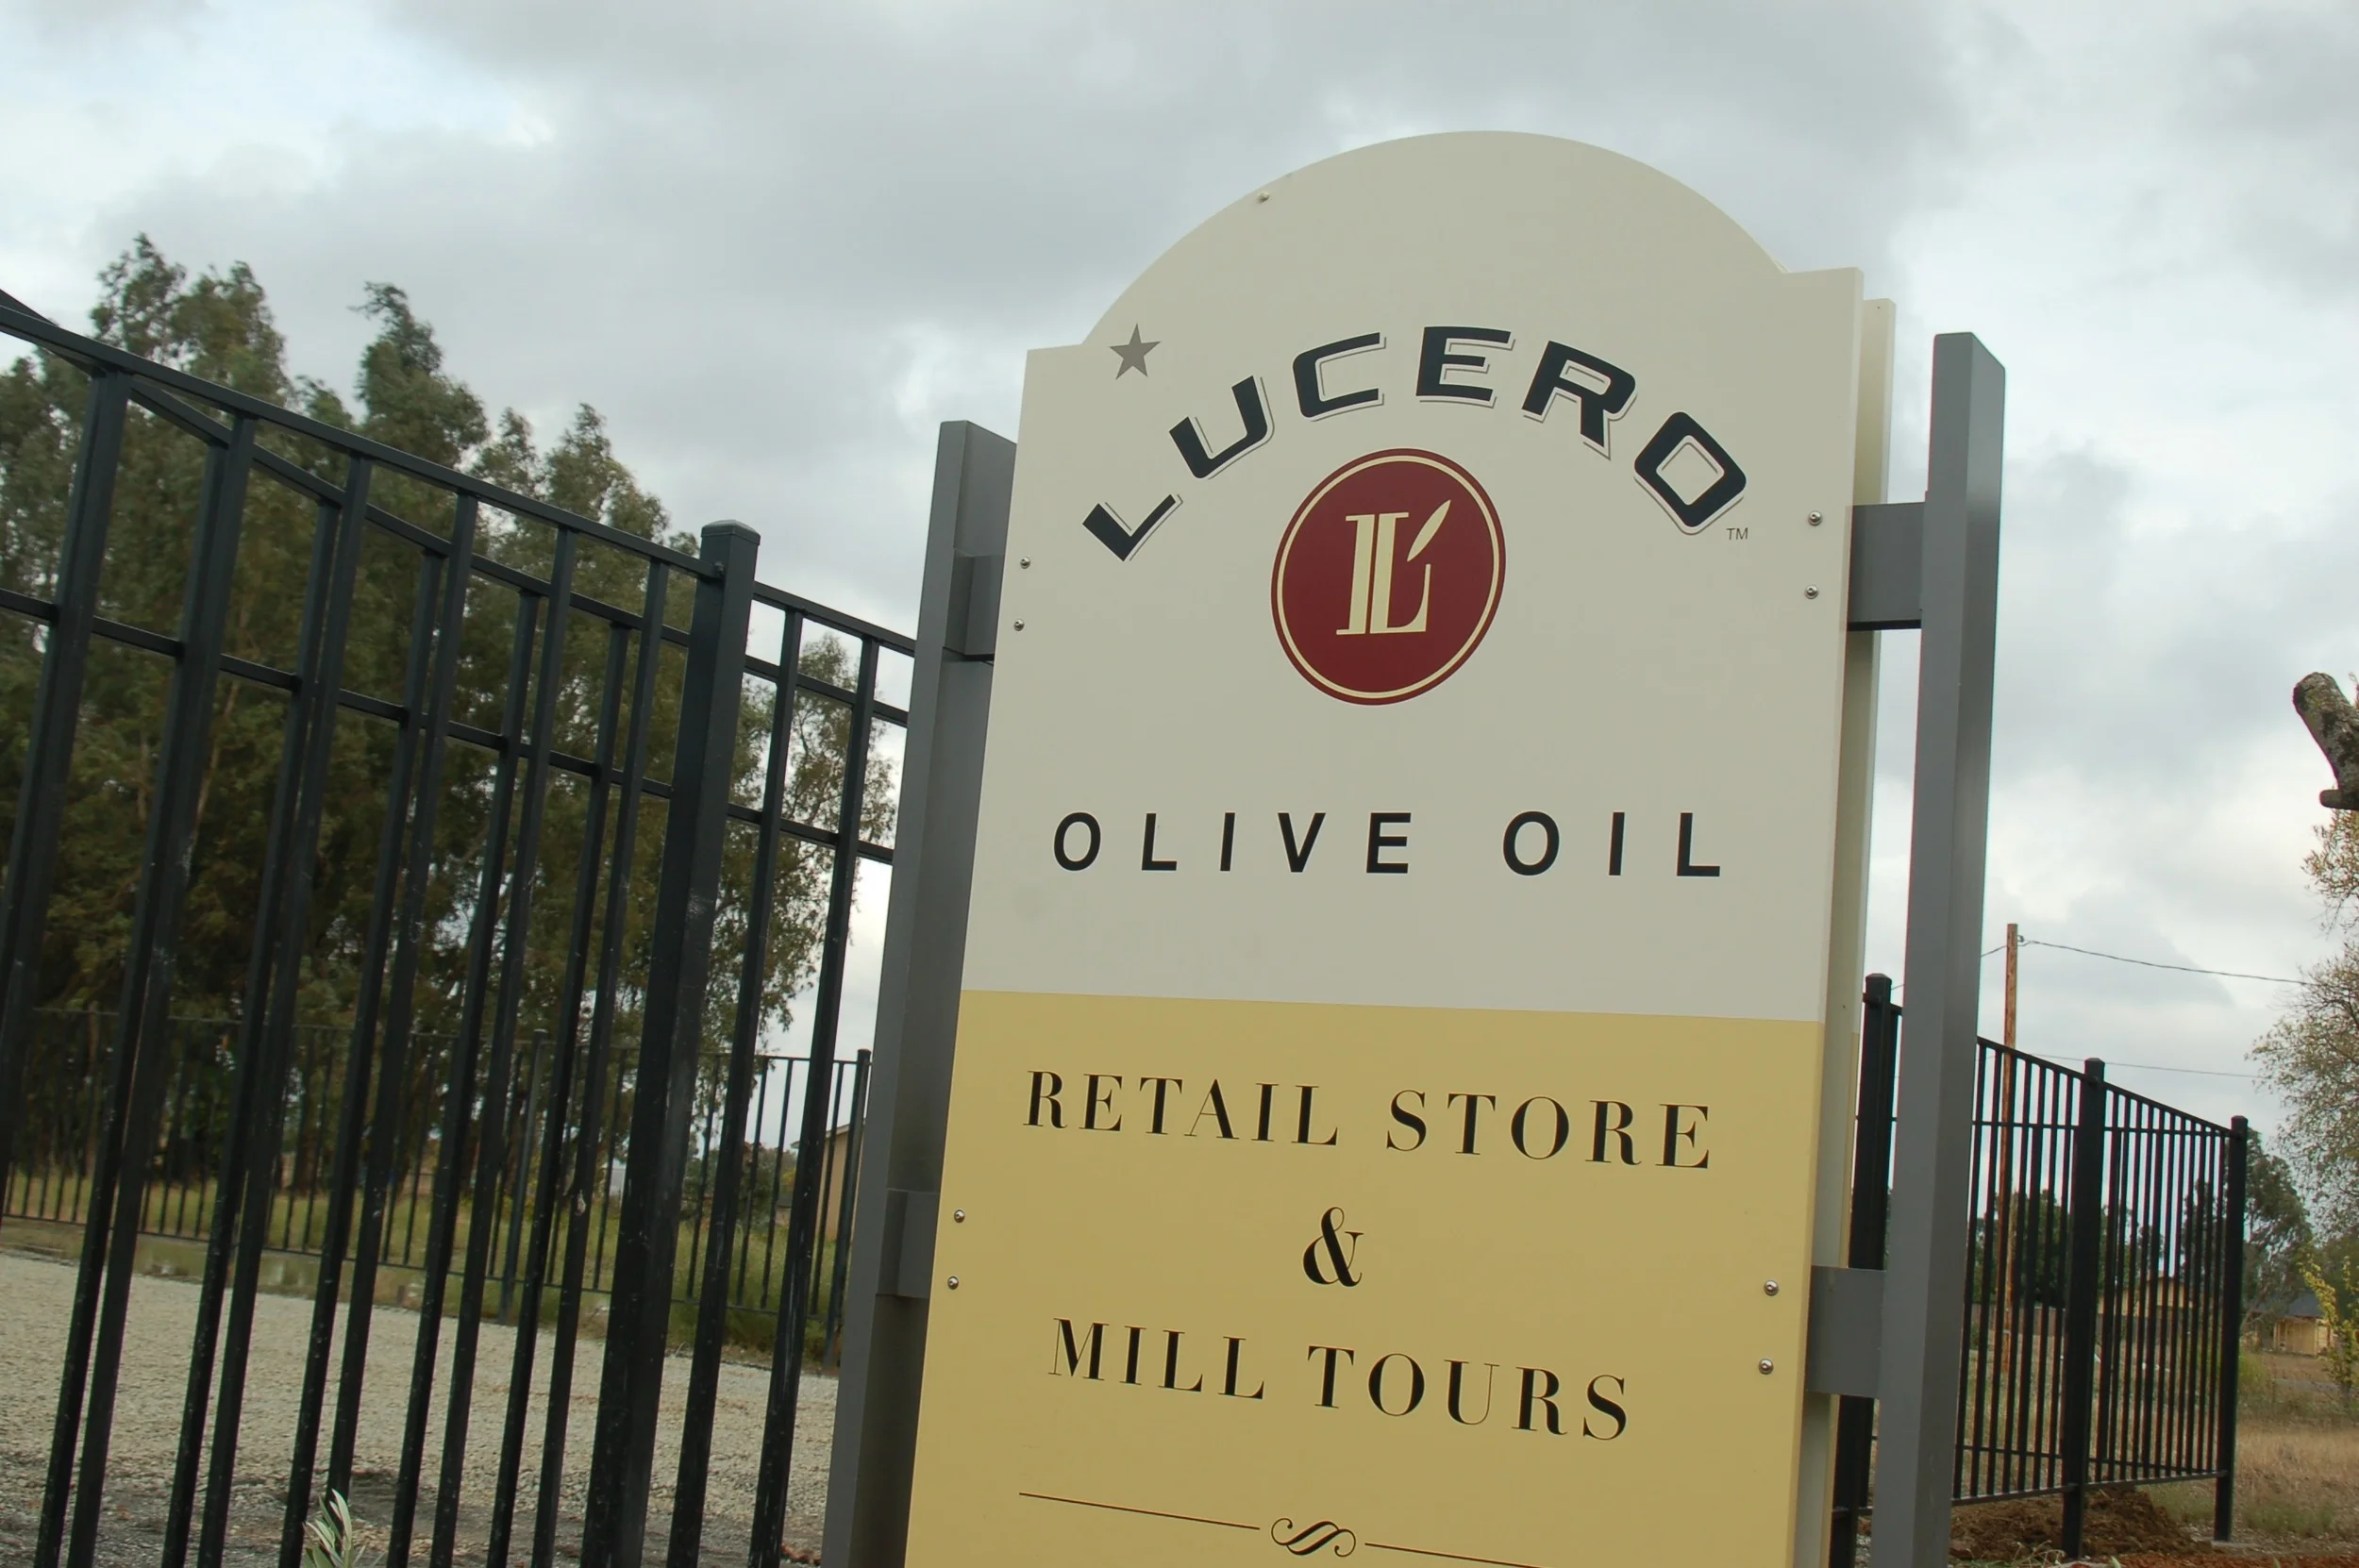 LUCERO
TM
L
OLIVE OIL
RETAIL STORE
&
MILL TOURS